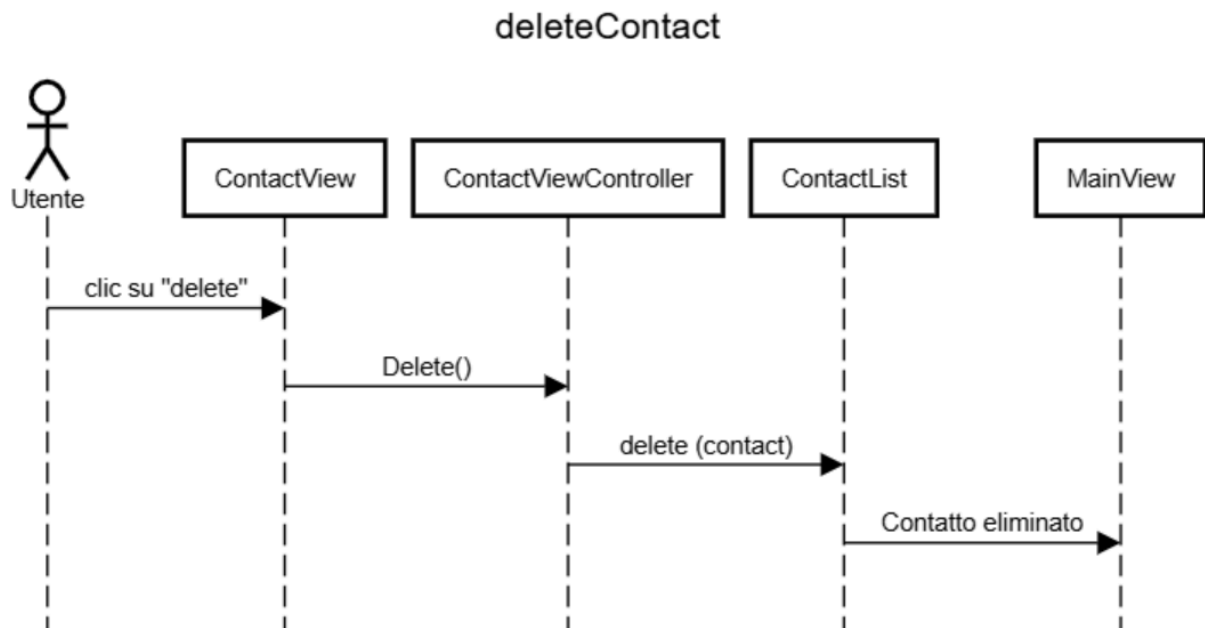 deleteContact
Utente
ContactView
ContactViewController
ContactList
MainView
clic su "delete"
Delete()
delete (contact)
Contatto eliminato